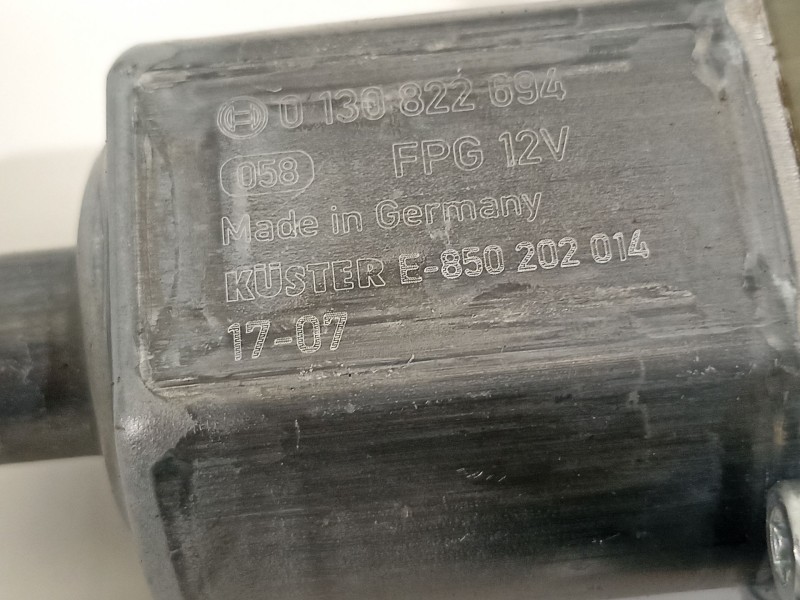 0 130 822 694
058 FPG 12V
Made in Germany
KÜSTER E-850 202 014
17-07